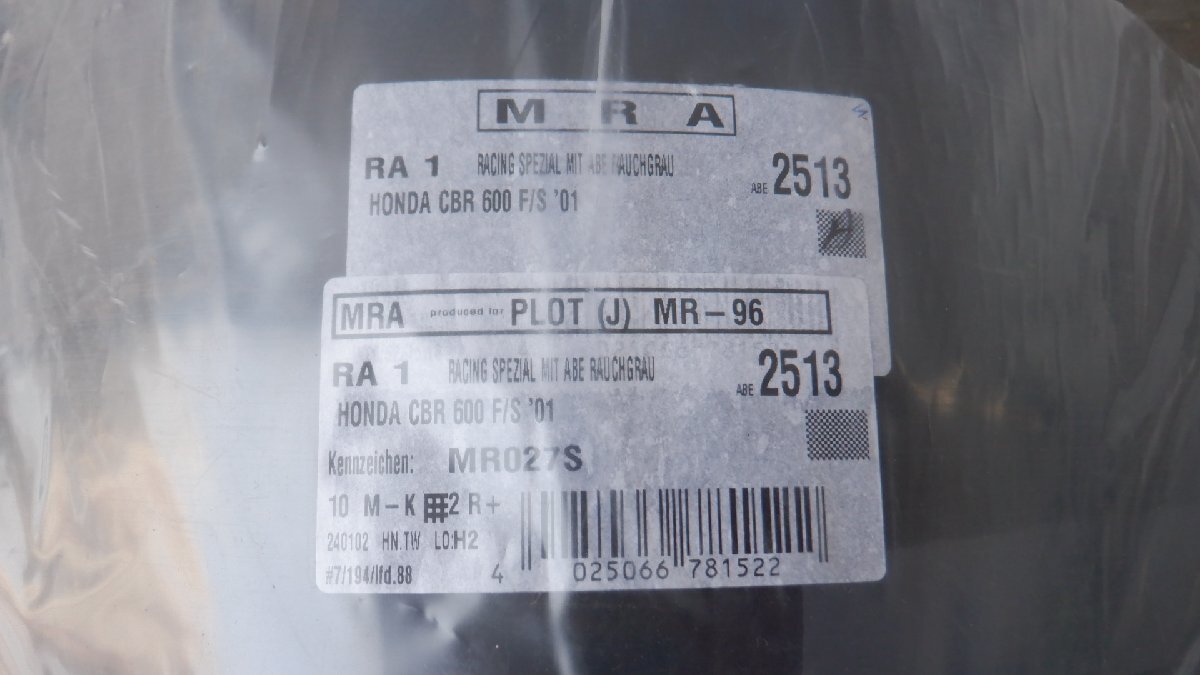 M R A
RA 1 RACING SPEZIAL MIT ABE RAUCHGRAU ABE 2513
HONDA CBR 600 F/S '01
MRA produced for PLOT (J) MR-96
RA 1 RACING SPEZIAL MIT ABE RAUCHGRAU ABE 2513
HONDA CBR 600 F/S '01
Kennzeichen: MR027S
10 M-K 2 R+
240102 HN.TW LO:H2
#7/194/lfd.88
4 025066 781522